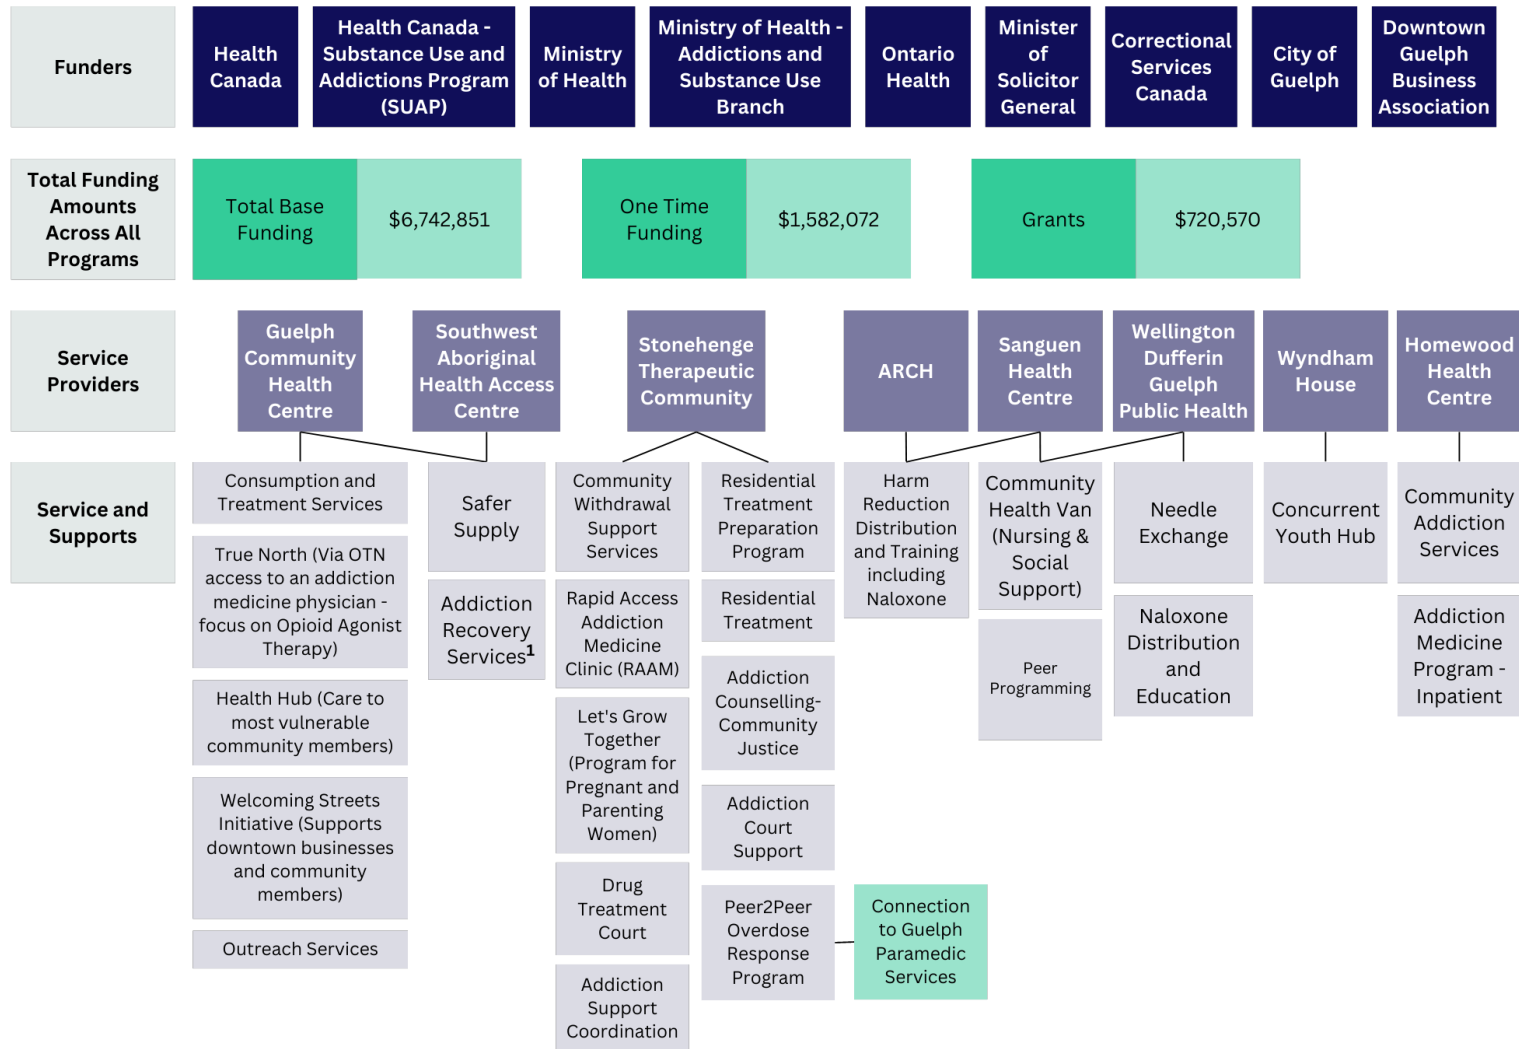 Funders
Health
Canada
Health Canada -
Substance Use and
Addictions Program
(SUAP)
Ministry
of Health
Ministry of Health -
Addictions and
Substance Use
Branch
Ontario
Health
Minister
of
Solicitor
General
Correctional
Services
Canada
City of
Guelph
Downtown
Guelph
Business
Association
Total Funding
Amounts
Across All
Programs
Total Base
Funding
$6,742,851
One Time
Funding
$1,582,072
Grants
$720,570
Service
Providers
Guelph
Community
Health
Centre
Southwest
Aboriginal
Health Access
Centre
Stonehenge
Therapeutic
Community
ARCH
Sanguen
Health
Centre
Wellington
Dufferin
Guelph
Public Health
Wyndham
House
Homewood
Health
Centre
Service and
Supports
Consumption and
Treatment Services
True North (Via OTN
access to an addiction
medicine physician -
focus on Opioid Agonist
Therapy)
Health Hub (Care to
most vulnerable
community members)
Welcoming Streets
Initiative (Supports
downtown businesses
and community
members)
Outreach Services
Safer
Supply
Addiction
Recovery
Services1
Community
Withdrawal
Support
Services
Rapid Access
Addiction
Medicine
Clinic (RAAM)
Let's Grow
Together
(Program for
Pregnant and
Parenting
Women)
Drug
Treatment
Court
Addiction
Support
Coordination
Residential
Treatment
Preparation
Program
Residential
Treatment
Addiction
Counselling-
Community
Justice
Addiction
Court
Support
Peer2Peer
Overdose
Response
Program
Connection
to Guelph
Paramedic
Services
Harm
Reduction
Distribution
and Training
including
Naloxone
Community
Health Van
(Nursing &
Social
Support)
Peer
Programming
Needle
Exchange
Naloxone
Distribution
and
Education
Concurrent
Youth Hub
Community
Addiction
Services
Addiction
Medicine
Program -
Inpatient